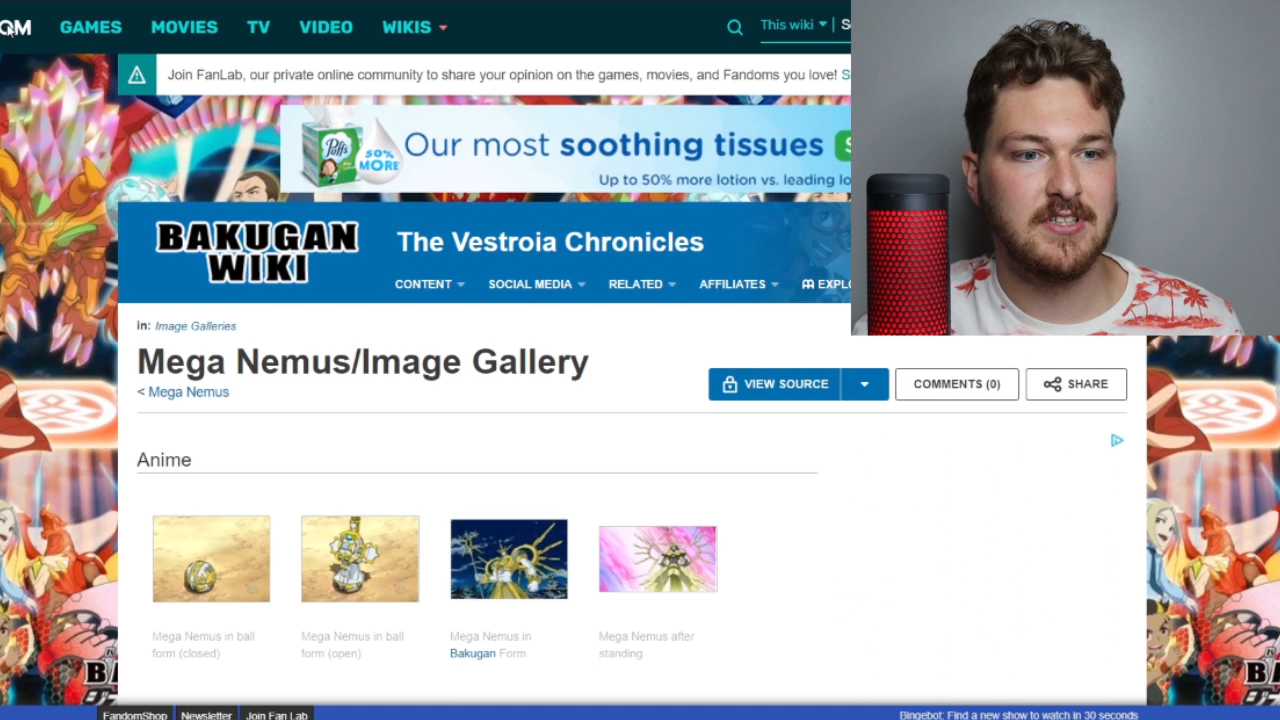 OM GAMES MOVIES TV VIDEO WIKIS This wiki
Join FanLab, our private online community to share your opinion on the games, movies, and Fandoms you love! S
Puffs
50%
MORE
Our most soothing tissues S
Up to 50% more lotion vs. leading lo
BAKUGAN
WIKI
The Vestroia Chronicles
CONTENT SOCIAL MEDIA RELATED AFFILIATES EXPLO
in: Image Galleries
Mega Nemus/Image Gallery
< Mega Nemus
VIEW SOURCE COMMENTS (0) SHARE
Anime
Mega Nemus in ball
form (closed)
Mega Nemus in ball
form (open)
Mega Nemus in
Bakugan Form
Mega Nemus after
standing
FandomShop Newsletter Join Fan Lab Bingebot: Find a new show to watch in 30 seconds